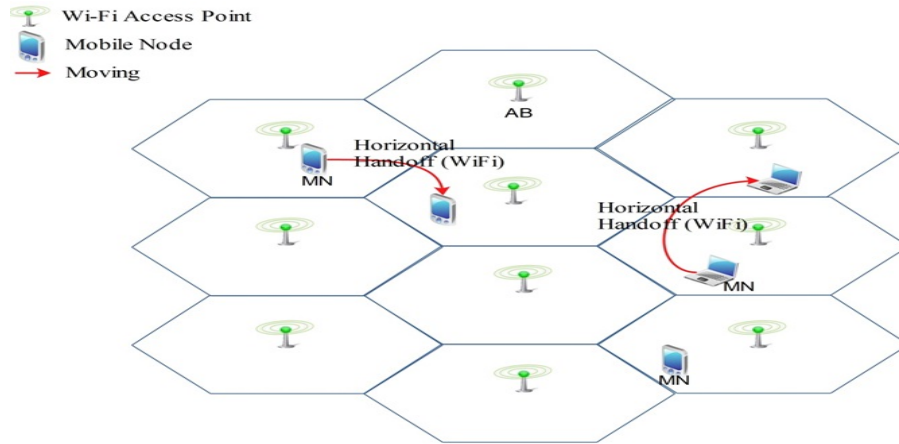 Wi-Fi Access Point
Mobile Node
Moving
AB
Horizontal
Handoff (WiFi)
MN
Horizontal
Handoff (WiFi)
MN
MN